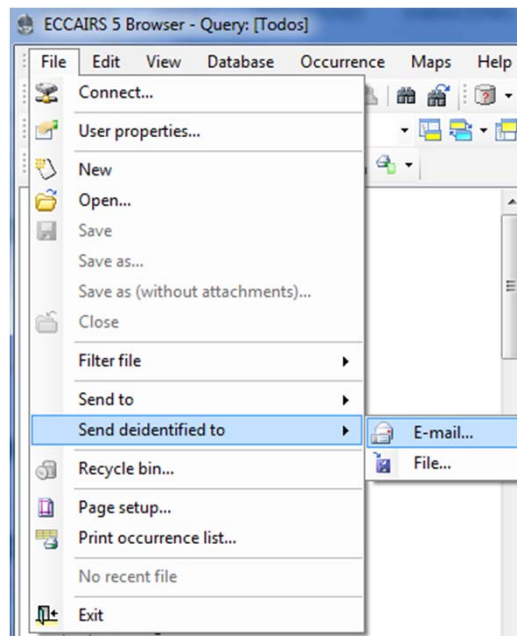 ECCAIRS 5 Browser - Query: [Todos]
File Edit View Database Occurrence Maps Help
Connect...
User properties...
New
Open...
Save
Save as...
Save as (without attachments)...
Close
Filter file
Send to
Send deidentified to
E-mail...
File...
Recycle bin...
Page setup...
Print occurrence list...
No recent file
Exit